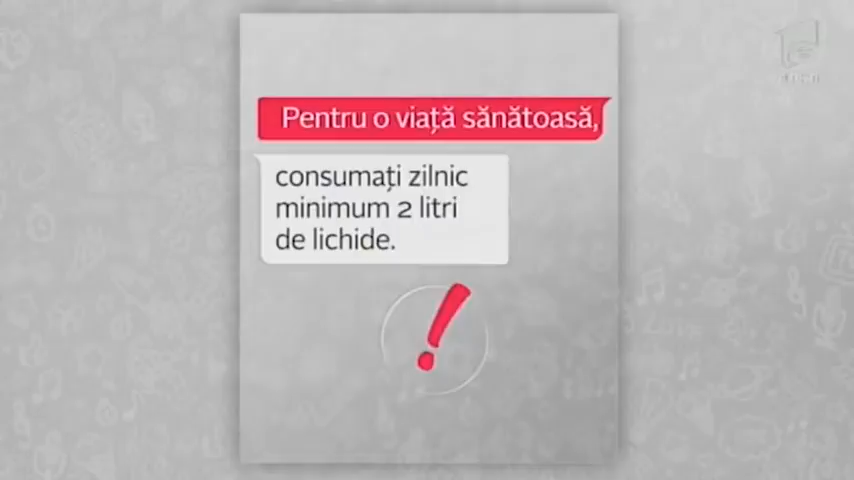 Pentru o viață sănătoasă,
consumați zilnic
minimum 2 litri
de lichide.